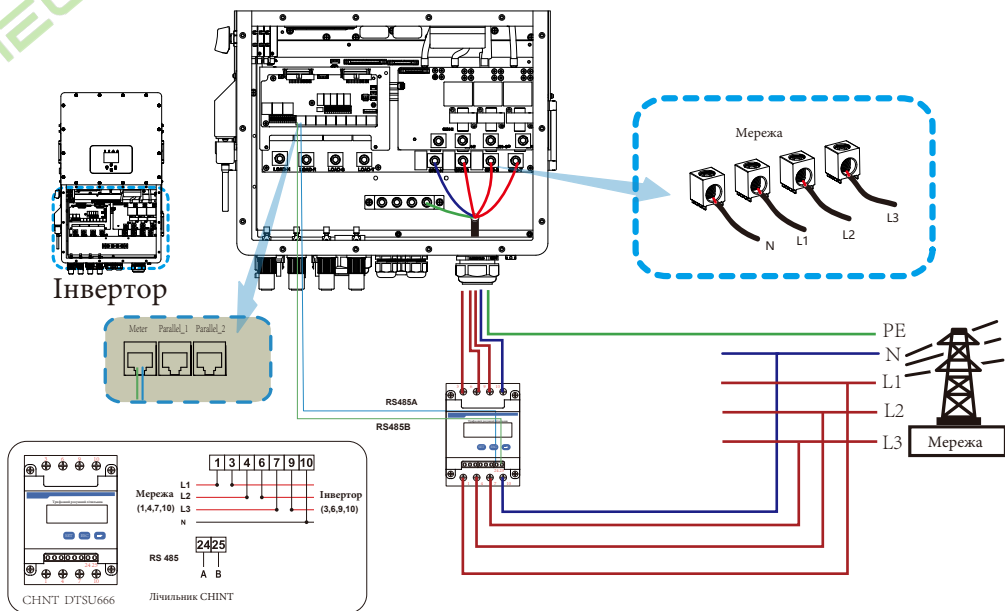 Мережа
N
L1
L2
L3
Інвертор
Meter Parallel_1 Parallel_2
PE
N
L1
L2
L3
Мережа
RS485A
RS485B
1 3 4 6 7 9 10
L1
Мережа L2 Інвертор
(1,4,7,10) L3 (3,6,9,10)
N
24 25
RS 485
A B
CHNT DTSU666
Лічильник CHINT